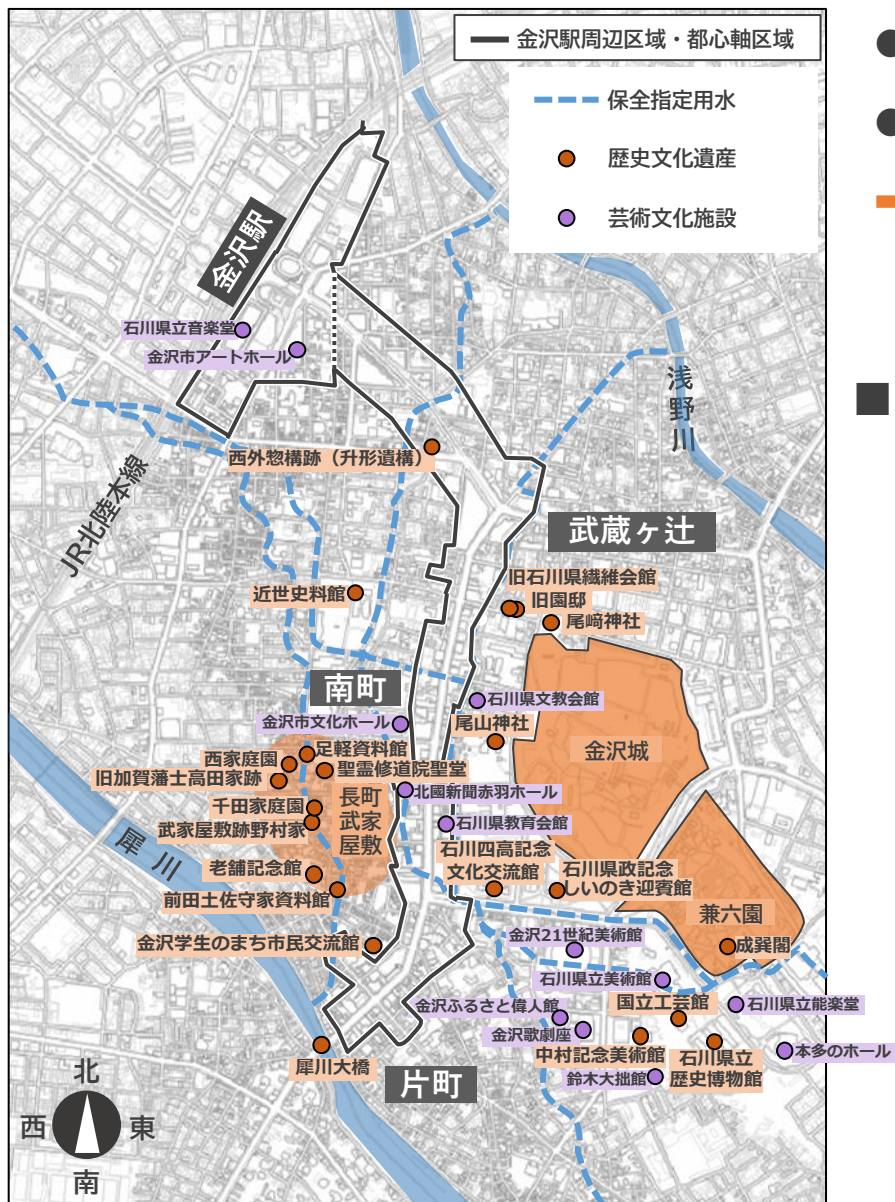 金沢駅周辺区域・都心軸区域
保全指定用水
歴史文化遺産
芸術文化施設
金沢駅
石川県立音楽堂
金沢市アートホール
浅野川
西外惣構跡（升形遺構）
JR北陸本線
武蔵ヶ辻
旧石川県繊維会館
旧園邸
尾﨑神社
近世史料館
南町
石川県文教会館
金沢市文化ホール
尾山神社
金沢城
足軽資料館
西家庭園
聖霊修道院聖堂
旧加賀藩士高田家跡
北國新聞赤羽ホール
長町
武家
屋敷
千田家庭園
武家屋敷跡野村家
石川県教育会館
犀川
石川四高記念
文化交流館
石川県政記念
しいのき迎賓館
老舗記念館
前田土佐守家資料館
兼六園
金沢21世紀美術館
成巽閣
金沢学生のまち市民交流館
石川県立美術館
国立工芸館
石川県立能楽堂
金沢ふるさと偉人館
金沢歌劇座
中村記念美術館
石川県立
歴史博物館
本多のホール
犀川大橋
片町
鈴木大拙館
北
西
東
南